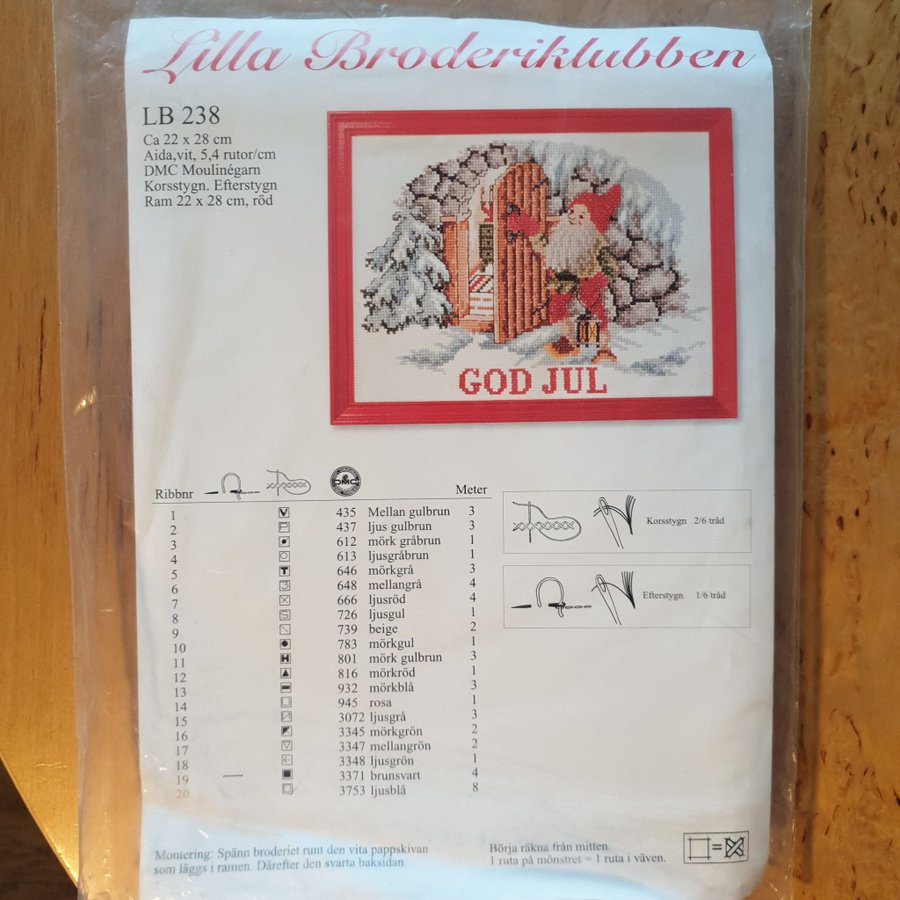 Lilla Broderiklubben
LB 238
Ca 22 x 28 cm
Aida,vit, 5,4 rutor/cm
DMC Moulinégarn
Korsstygn. Efterstygn
Ram 22 x 28 cm, röd
GOD JUL
Ribbnr DMC Meter
1 435 Mellan gulbrun 3
2 437 ljus gulbrun 3
3 612 mörk gråbrun 1
4 613 ljusgråbrun 1
5 646 mörkgrå 3
6 648 mellangrå 4
7 666 ljusröd 4
8 726 ljusgul 1
9 739 beige 2
10 783 mörkgul 1
11 801 mörk gulbrun 3
12 816 mörkröd 1
13 932 mörkblå 3
14 945 rosa 1
15 3072 ljusgrå 3
16 3345 mörkgrön 2
17 3347 mellangrön 2
18 3348 ljusgrön 1
19 3371 brunsvart 4
20 3753 ljusblå 8
Korsstygn 2/6 tråd
Efterstygn 1/6 tråd
Montering: Spänn broderiet runt den vita pappskivan
som läggs i ramen. Därefter den svarta baksidan.
Börja räkna från mitten.
1 ruta på mönstret = 1 ruta i väven.